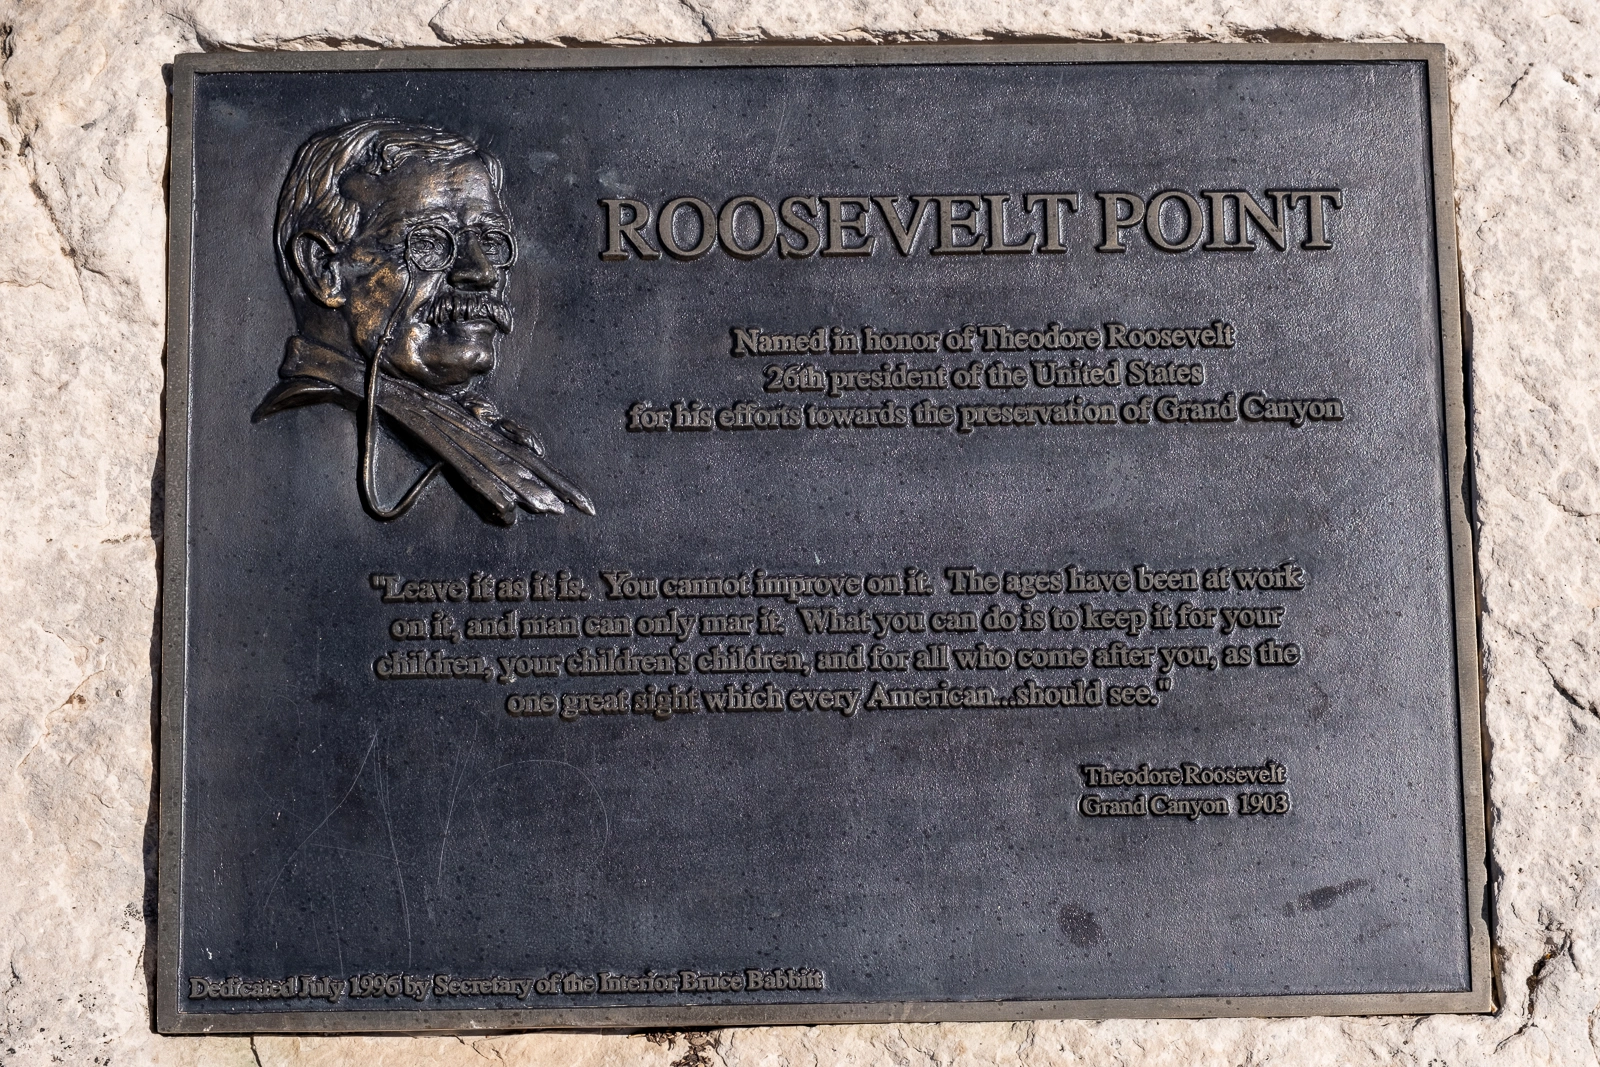 ROOSEVELT POINT
Named in honor of Theodore Roosevelt
26th president of the United States
for his efforts towards the preservation of Grand Canyon
"Leave it as it is.  You cannot improve on it.  The ages have been at work
on it, and man can only mar it.  What you can do is to keep it for your
children, your children's children, and for all who come after you, as the
one great sight which every American...should see."
Theodore Roosevelt
Grand Canyon  1903
Dedicated July 1996 by Secretary of the Interior Bruce Babbitt